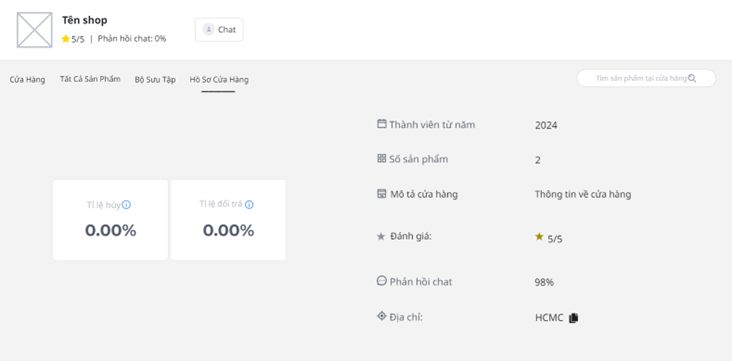 Tên shop
5/5 | Phản hồi chat: 0%
Chat
Cửa Hàng Tất Cả Sản Phẩm Bộ Sưu Tập Hồ Sơ Cửa Hàng
Tìm sản phẩm tại cửa hàng
Tỉ lệ hủy
0.00%
Tỉ lệ đổi trả
0.00%
Thành viên từ năm 2024
Số sản phẩm 2
Mô tả cửa hàng Thông tin về cửa hàng
Đánh giá: 5/5
Phản hồi chat 98%
Địa chỉ: HCMC